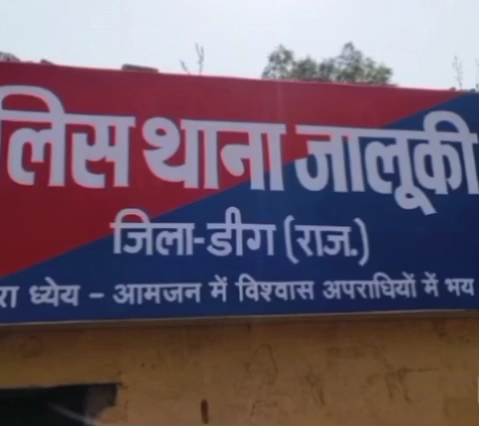 लिस थाना जालूकी
जिला-डीग (राज.)
रा ध्येय - आमजन में विश्वास अपराधियों में भय